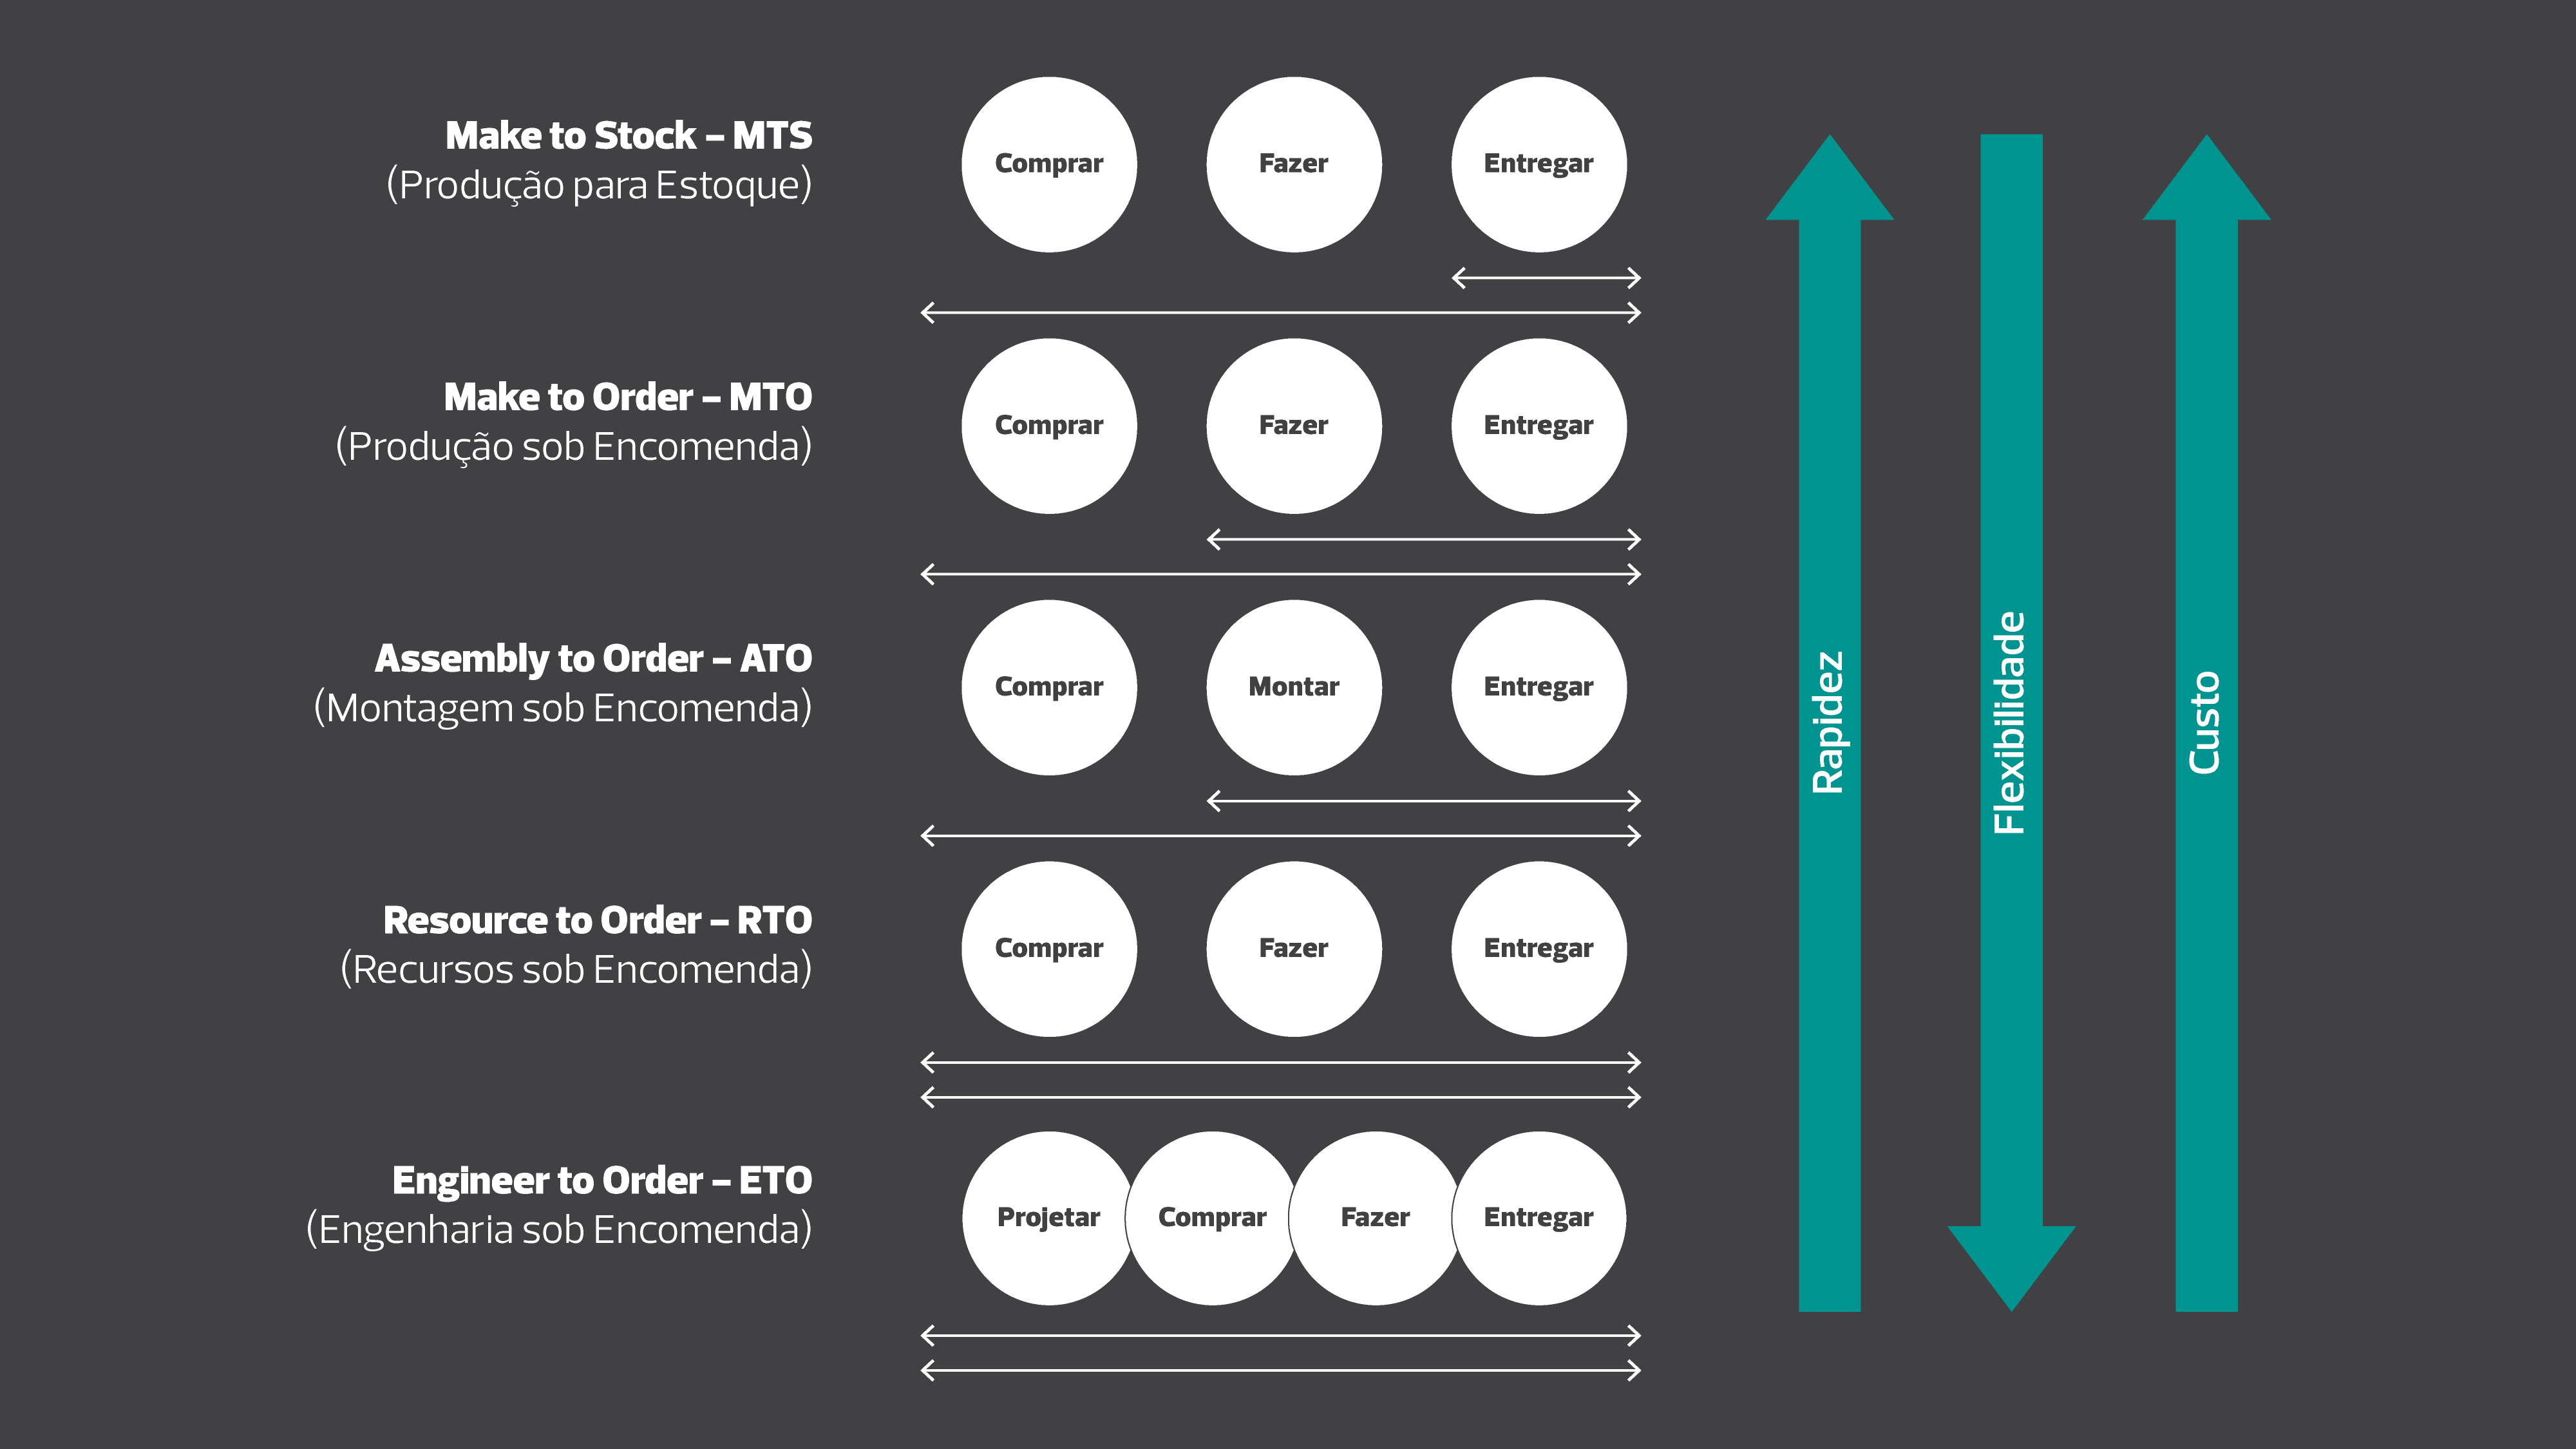 Make to Stock – MTS
(Produção para Estoque)
Comprar
Fazer
Entregar
Make to Order – MTO
(Produção sob Encomenda)
Comprar
Fazer
Entregar
Assembly to Order – ATO
(Montagem sob Encomenda)
Comprar
Montar
Entregar
Resource to Order – RTO
(Recursos sob Encomenda)
Comprar
Fazer
Entregar
Engineer to Order – ETO
(Engenharia sob Encomenda)
Projetar
Comprar
Fazer
Entregar
Rapidez
Flexibilidade
Custo